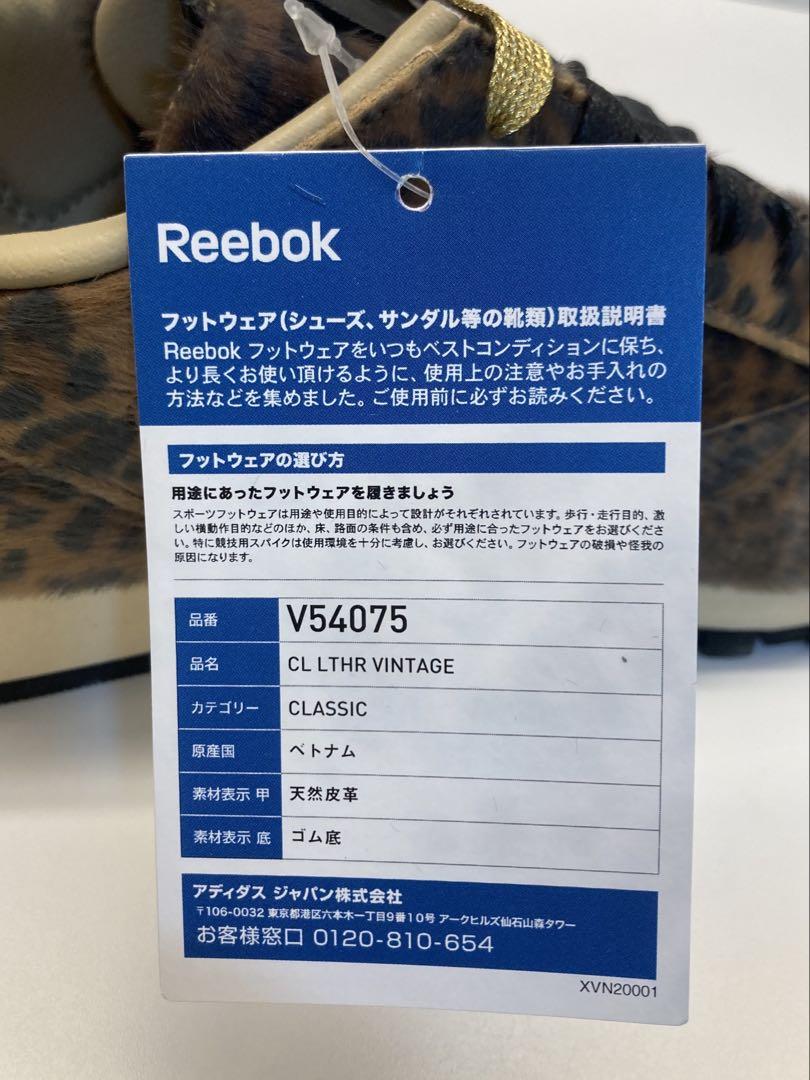 Reebok
フットウェア(シューズ、サンダル等の靴類)取扱説明書
Reebok フットウェアをいつもベストコンディションに保ち、
より長くお使い頂けるように、使用上の注意やお手入れの
方法などを集めました。ご使用前に必ずお読みください。
フットウェアの選び方
用途にあったフットウェアを履きましょう
スポーツフットウェアは用途や使用目的によって設計がそれぞれされています。歩行・走行目的、激
しい横動作目的などのほか、床、路面の条件も含め、必ず用途に合ったフットウェアをお選びくださ
い。特に競技用スパイクは使用環境を十分に考慮し、お選びください。フットウェアの破損や怪我の
原因になります。
品番 V54075
品名 CL LTHR VINTAGE
カテゴリー CLASSIC
原産国 ベトナム
素材表示 甲 天然皮革
素材表示 底 ゴム底
アディダス ジャパン株式会社
〒106-0032 東京都港区六本木一丁目9番10号 アークヒルズ仙石山森タワー
お客様窓口 0120-810-654
XVN20001